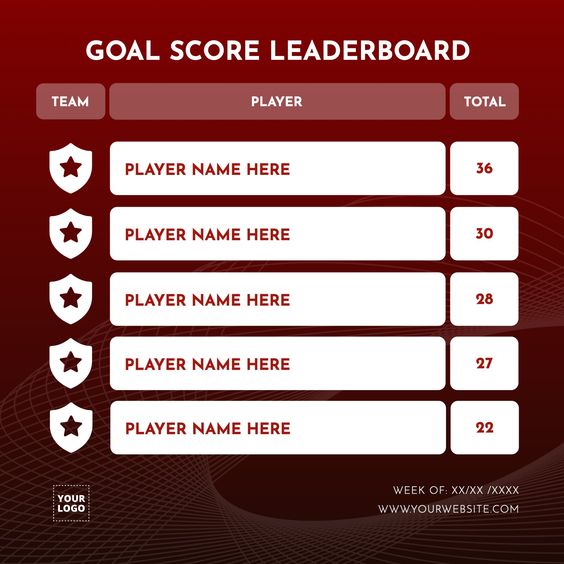 GOAL SCORE LEADERBOARD
TEAM PLAYER TOTAL
PLAYER NAME HERE 36
PLAYER NAME HERE 30
PLAYER NAME HERE 28
PLAYER NAME HERE 27
PLAYER NAME HERE 22
YOUR
LOGO
WEEK OF: XX/XX /XXXX
WWW.YOURWEBSITE.COM